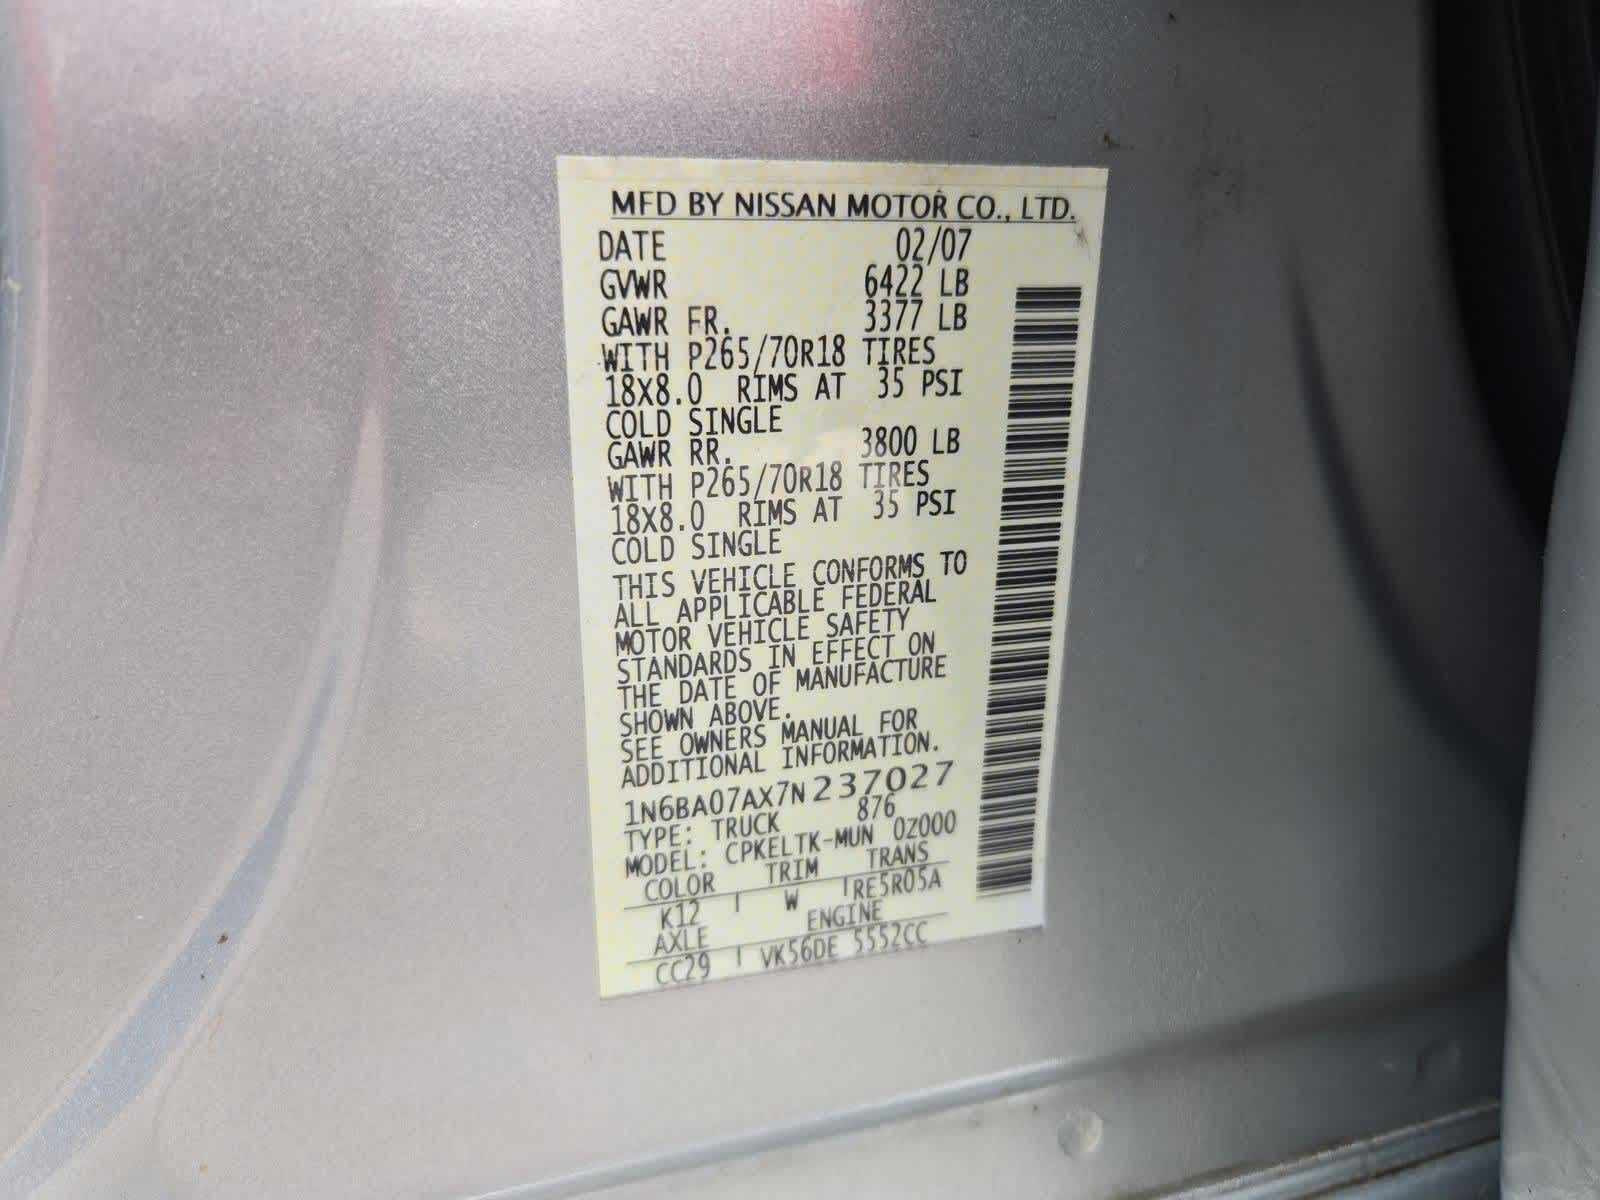 MFD BY NISSAN MOTOR CO., LTD.
DATE 02/07
GVWR 6422 LB
GAWR FR. 3377 LB
WITH P265/70R18 TIRES
18X8.0 RIMS AT 35 PSI
COLD SINGLE
GAWR RR. 3800 LB
WITH P265/70R18 TIRES
18X8.0 RIMS AT 35 PSI
COLD SINGLE
THIS VEHICLE CONFORMS TO
ALL APPLICABLE FEDERAL
MOTOR VEHICLE SAFETY
STANDARDS IN EFFECT ON
THE DATE OF MANUFACTURE
SHOWN ABOVE.
SEE OWNERS MANUAL FOR
ADDITIONAL INFORMATION.
1N6BA07AX7N237027
TYPE: TRUCK 876
MODEL: CPKELTK-MUN 0Z000
COLOR TRIM TRANS
K12 W RE5R05A
AXLE ENGINE
CC29 VK56DE 5552CC